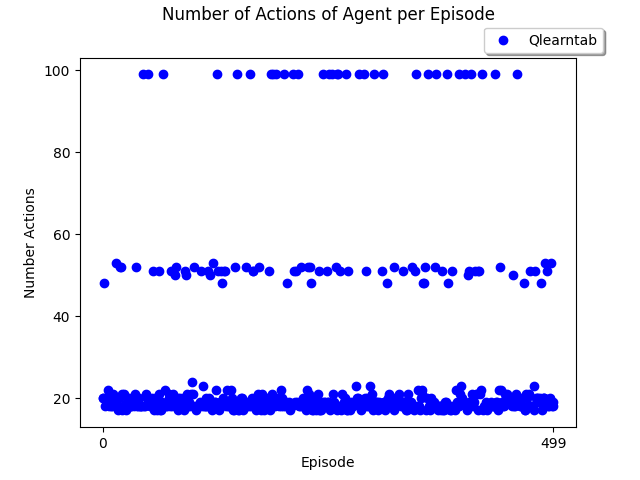 Number of Actions of Agent per Episode
Qlearntab
100
80
60
40
20
Number Actions
0
499
Episode